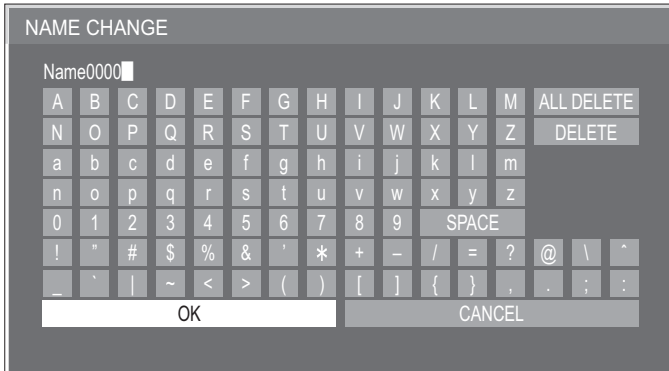 NAME CHANGE
Name0000
A B C D E F G H I J K L M ALL DELETE
N O P Q R S T U V W X Y Z DELETE
a b c d e f g h i j k l m
n o p q r s t u v w x y z
0 1 2 3 4 5 6 7 8 9 SPACE
! " # $ % & ' * + – / = ? @ \ ^
_ ` | ~ < > ( ) [ ] { } , . ; :
OK CANCEL